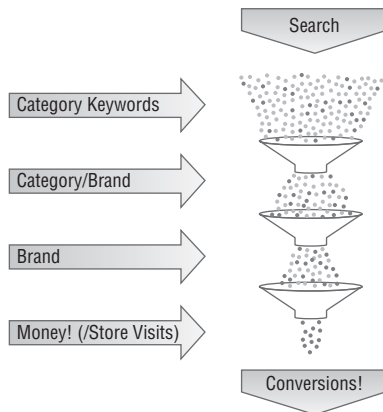 Search
Category Keywords
Category/Brand
Brand
Money! (/Store Visits)
Conversions!